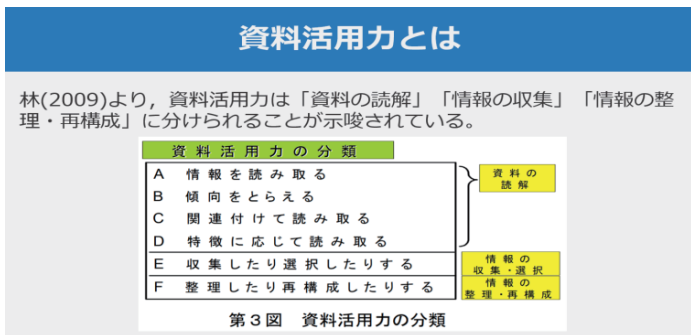 資料活用力とは
林(2009)より，資料活用力は「資料の読解」「情報の収集」「情報の整
理・再構成」に分けられることが示唆されている。
資料活用力の分類
A 情報を読み取る
B 傾向をとらえる
C 関連付けて読み取る
D 特徴に応じて読み取る
資料の
読解
E 収集したり選択したりする
情報の
収集・選択
F 整理したり再構成したりする
情報の
整理・再構成
第3図 資料活用力の分類